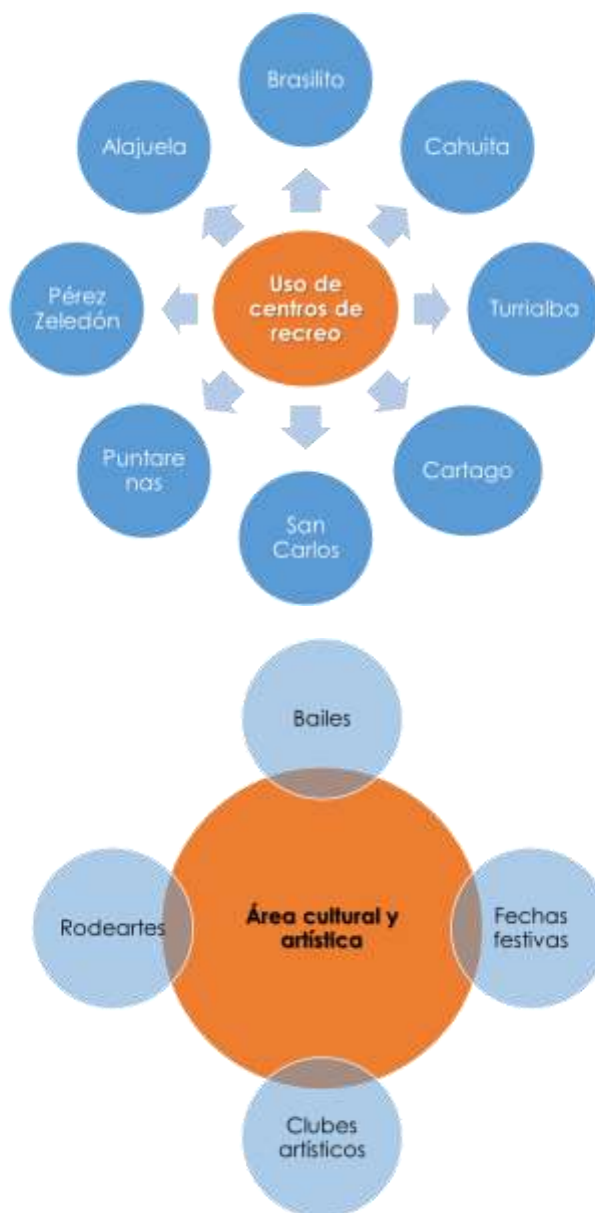 Brasilito
Alajuela
Cahuita
Uso de
centros de
recreo
Pérez
Zeledón
Turrialba
Puntare
nas
Cartago
San
Carlos
Bailes
Rodeartes
Área cultural y
artística
Fechas
festivas
Clubes
artísticos